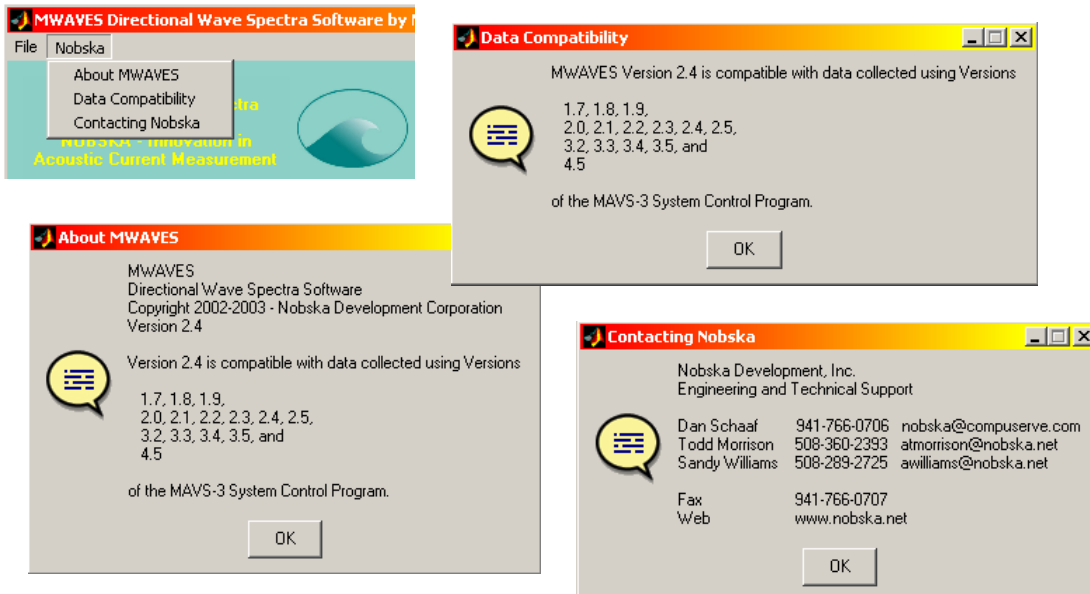 MWAVES Directional Wave Spectra Software by
File Nobska
About MWAVES
Data Compatibility
Contacting Nobska
NOBSKA - Innovation in
Acoustic Current Measurement
Data Compatibility
MWAVES Version 2.4 is compatible with data collected using Versions
1.7, 1.8, 1.9,
2.0, 2.1, 2.2, 2.3, 2.4, 2.5,
3.2, 3.3, 3.4, 3.5, and
4.5
of the MAVS-3 System Control Program.
OK
About MWAVES
MWAVES
Directional Wave Spectra Software
Copyright 2002-2003 - Nobska Development Corporation
Version 2.4
Version 2.4 is compatible with data collected using Versions
1.7, 1.8, 1.9,
2.0, 2.1, 2.2, 2.3, 2.4, 2.5,
3.2, 3.3, 3.4, 3.5, and
4.5
of the MAVS-3 System Control Program.
OK
Contacting Nobska
Nobska Development, Inc.
Engineering and Technical Support
Dan Schaaf 941-766-0706 nobska@compuserve.com
Todd Morrison 508-360-2393 atmorrison@nobska.net
Sandy Williams 508-289-2725 awilliams@nobska.net
Fax 941-766-0707
Web www.nobska.net
OK